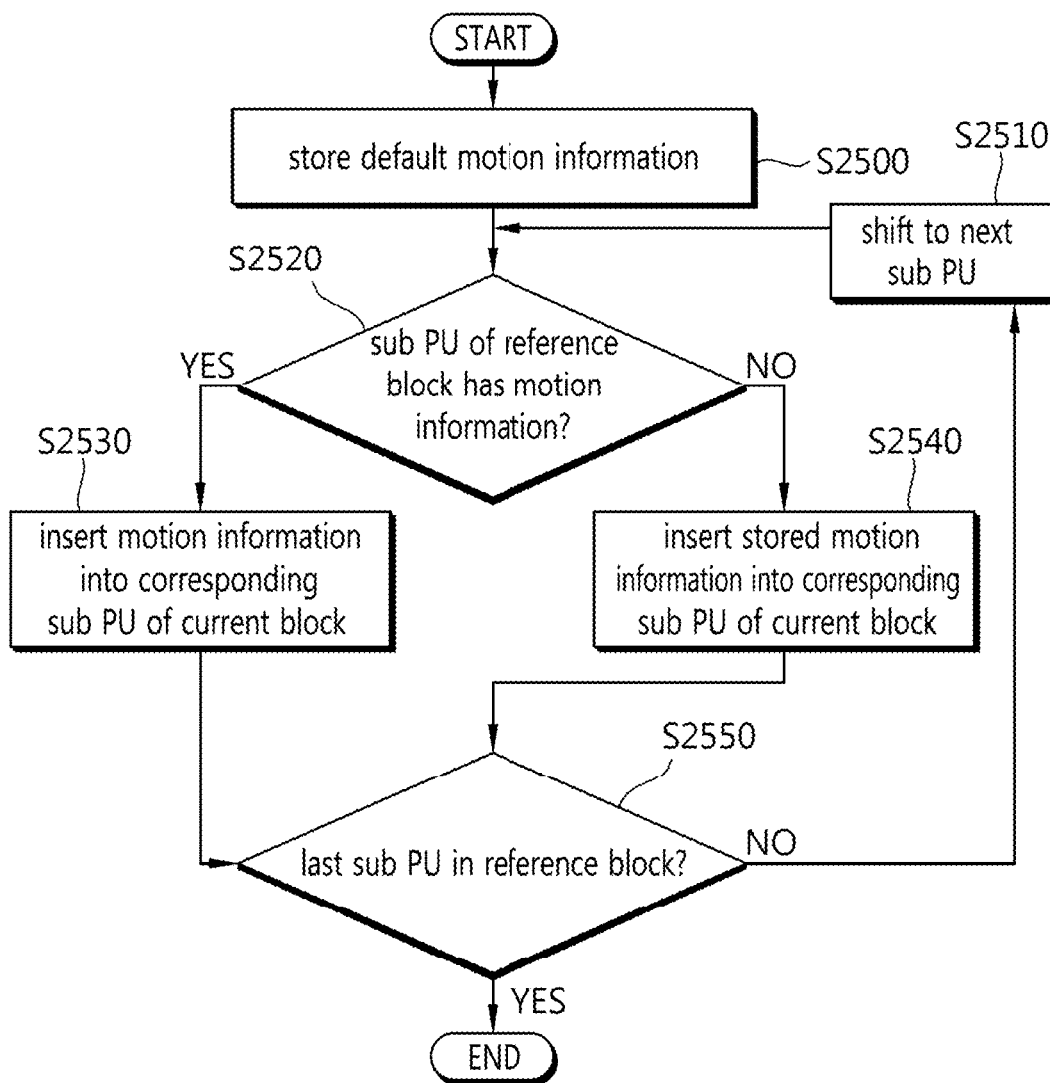 START
store default motion information
S2500
S2510
shift to next
sub PU
S2520
sub PU of reference
block has motion
information?
YES
NO
S2530
insert motion information
into corresponding
sub PU of current block
S2540
insert stored motion
information into corresponding
sub PU of current block
S2550
last sub PU in reference block?
NO
YES
END